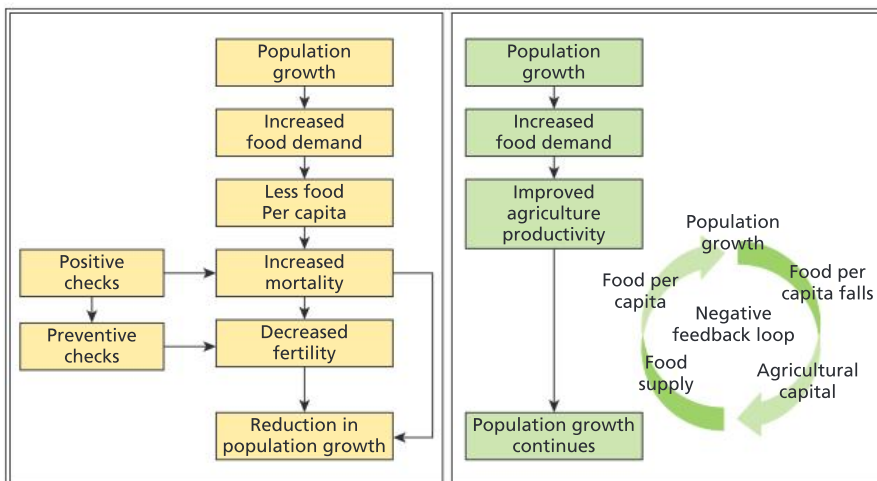 Population
growth
Increased
food demand
Less food
Per capita
Positive
checks
Increased
mortality
Preventive
checks
Decreased
fertility
Reduction in
population growth
Population
growth
Increased
food demand
Improved
agriculture
productivity
Population growth
continues
Population
growth
Food per
capita falls
Agricultural
capital
Food
supply
Food per
capita
Negative
feedback loop